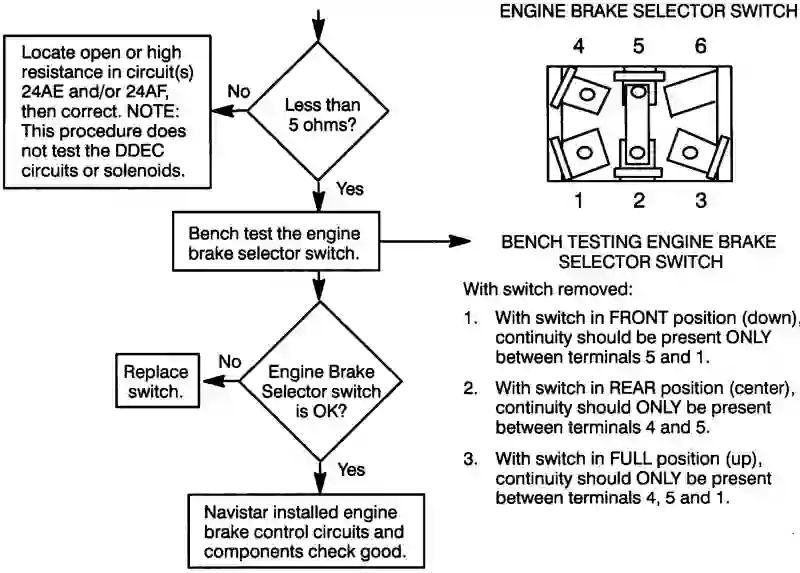 Locate open or high
resistance in circuit(s)
24AE and/or 24AF,
then correct. NOTE:
This procedure does
not test the DDEC
circuits or solenoids.
No
Less than
5 ohms?
Yes
Bench test the engine
brake selector switch.
Replace
switch.
No
Engine Brake
Selector switch
is OK?
Yes
Navistar installed engine
brake control circuits and
components check good.
ENGINE BRAKE SELECTOR SWITCH
4 5 6
1 2 3
BENCH TESTING ENGINE BRAKE
SELECTOR SWITCH
With switch removed:
1. With switch in FRONT position (down),
continuity should be present ONLY
between terminals 5 and 1.
2. With switch in REAR position (center),
continuity should ONLY be present
between terminals 4 and 5.
3. With switch in FULL position (up),
continuity should ONLY be present
between terminals 4, 5 and 1.